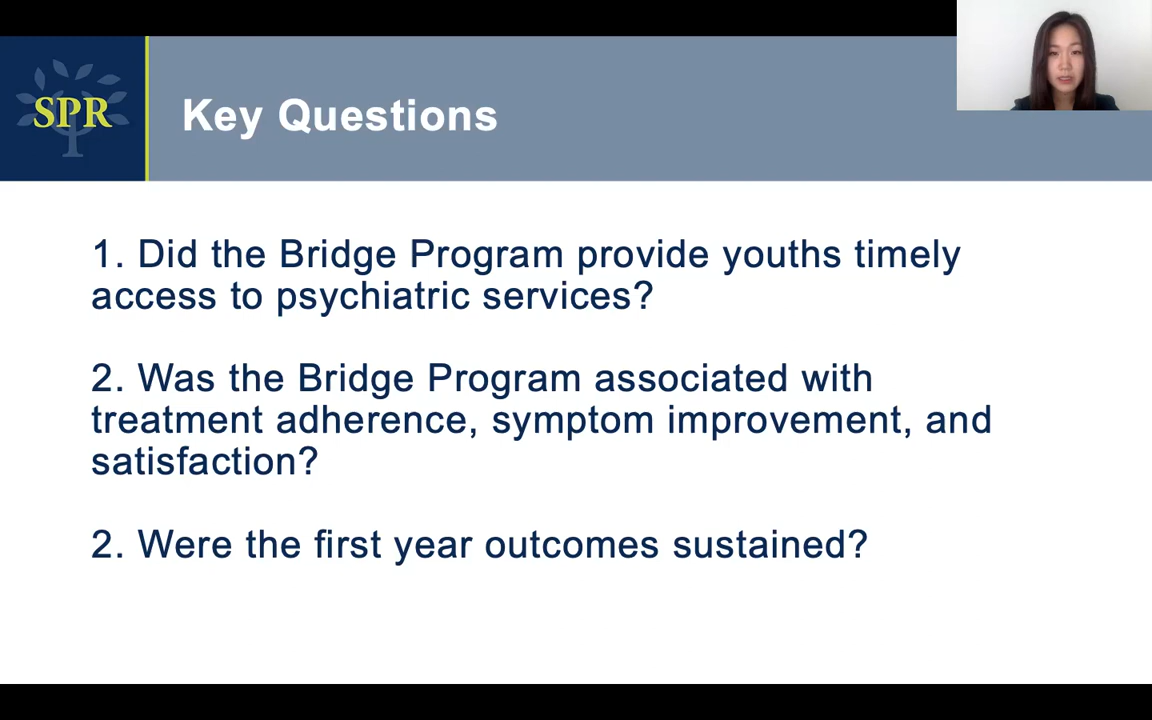 SPR
Key Questions
1. Did the Bridge Program provide youths timely
access to psychiatric services?
2. Was the Bridge Program associated with
treatment adherence, symptom improvement, and
satisfaction?
2. Were the first year outcomes sustained?